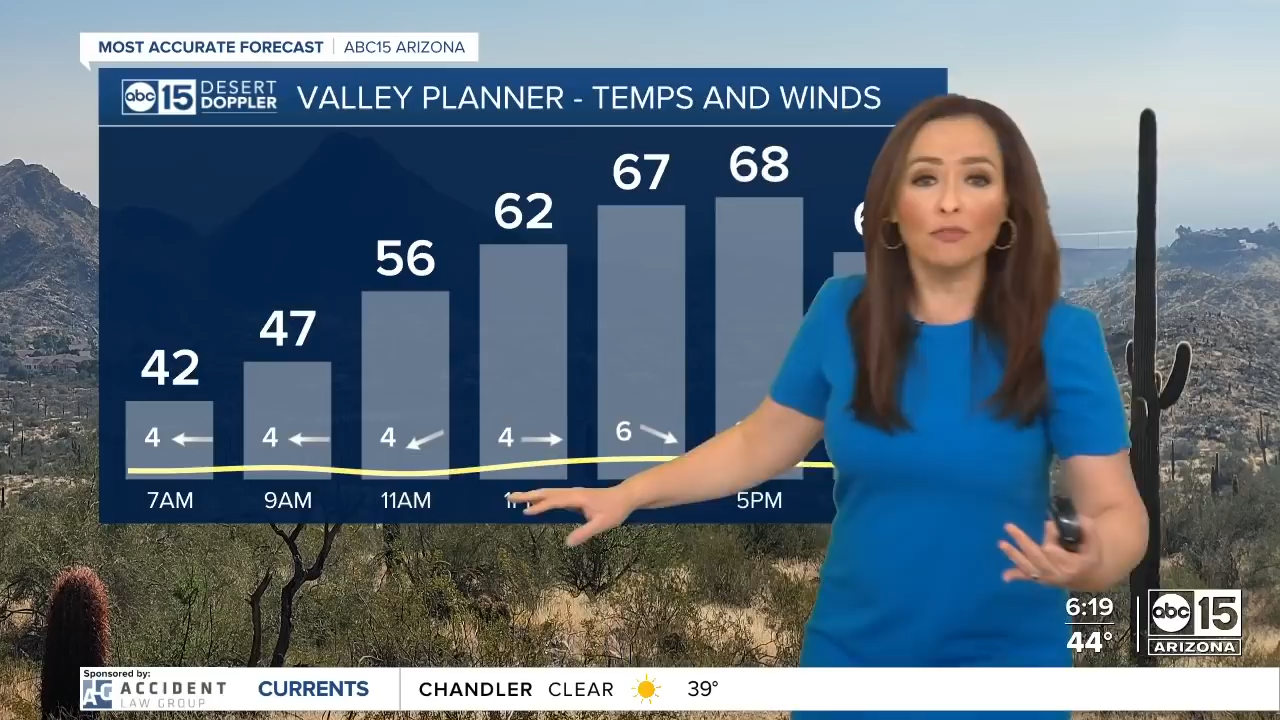 MOST ACCURATE FORECAST | ABC15 ARIZONA
abc 15 DESERT DOPPLER
VALLEY PLANNER - TEMPS AND WINDS
42 47 56 62 67 68
4 4 4 4 6
7AM 9AM 11AM 5PM
6:19
44°
abc 15
ARIZONA
Sponsored by:
AG ACCIDENT
LAW GROUP
CURRENTS
CHANDLER CLEAR 39°